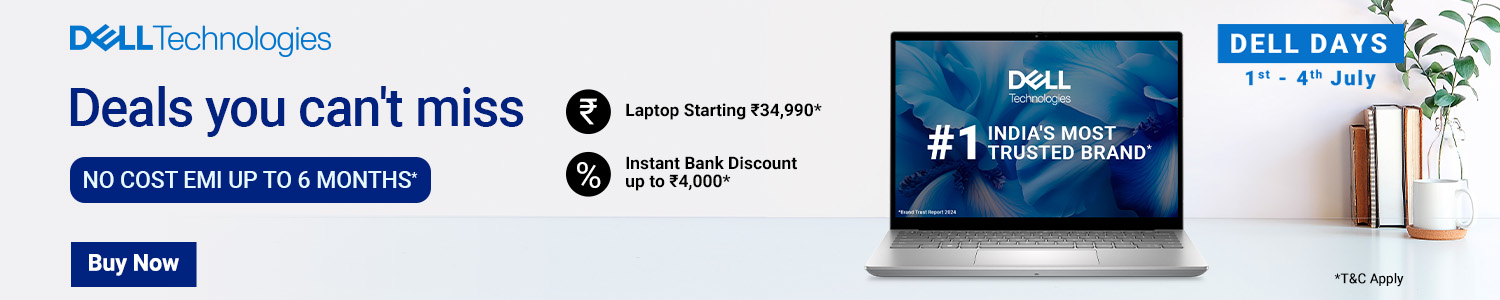 DELL Technologies
Deals you can't miss
NO COST EMI UP TO 6 MONTHS*
Buy Now
Laptop Starting ₹34,990*
Instant Bank Discount
up to ₹4,000*
DELL
Technologies
#1 INDIA'S MOST
TRUSTED BRAND*
*Brand Trust Report 2024
DELL DAYS
1st - 4th July
*T&C Apply